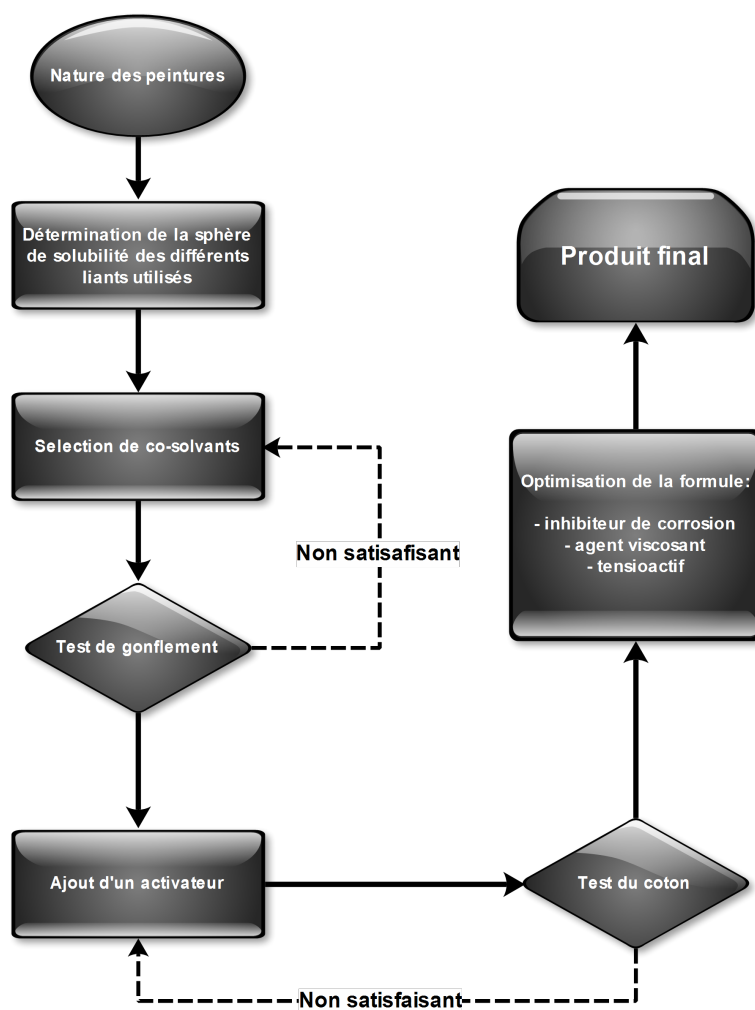 Nature des peintures
Détermination de la sphère
de solubilité des différents
liants utilisés
Selection de co-solvants
Non satisafisant
Test de gonflement
Ajout d'un activateur
Non satisfaisant
Test du coton
Optimisation de la formule:
- inhibiteur de corrosion
- agent viscosant
- tensioactif
Produit final